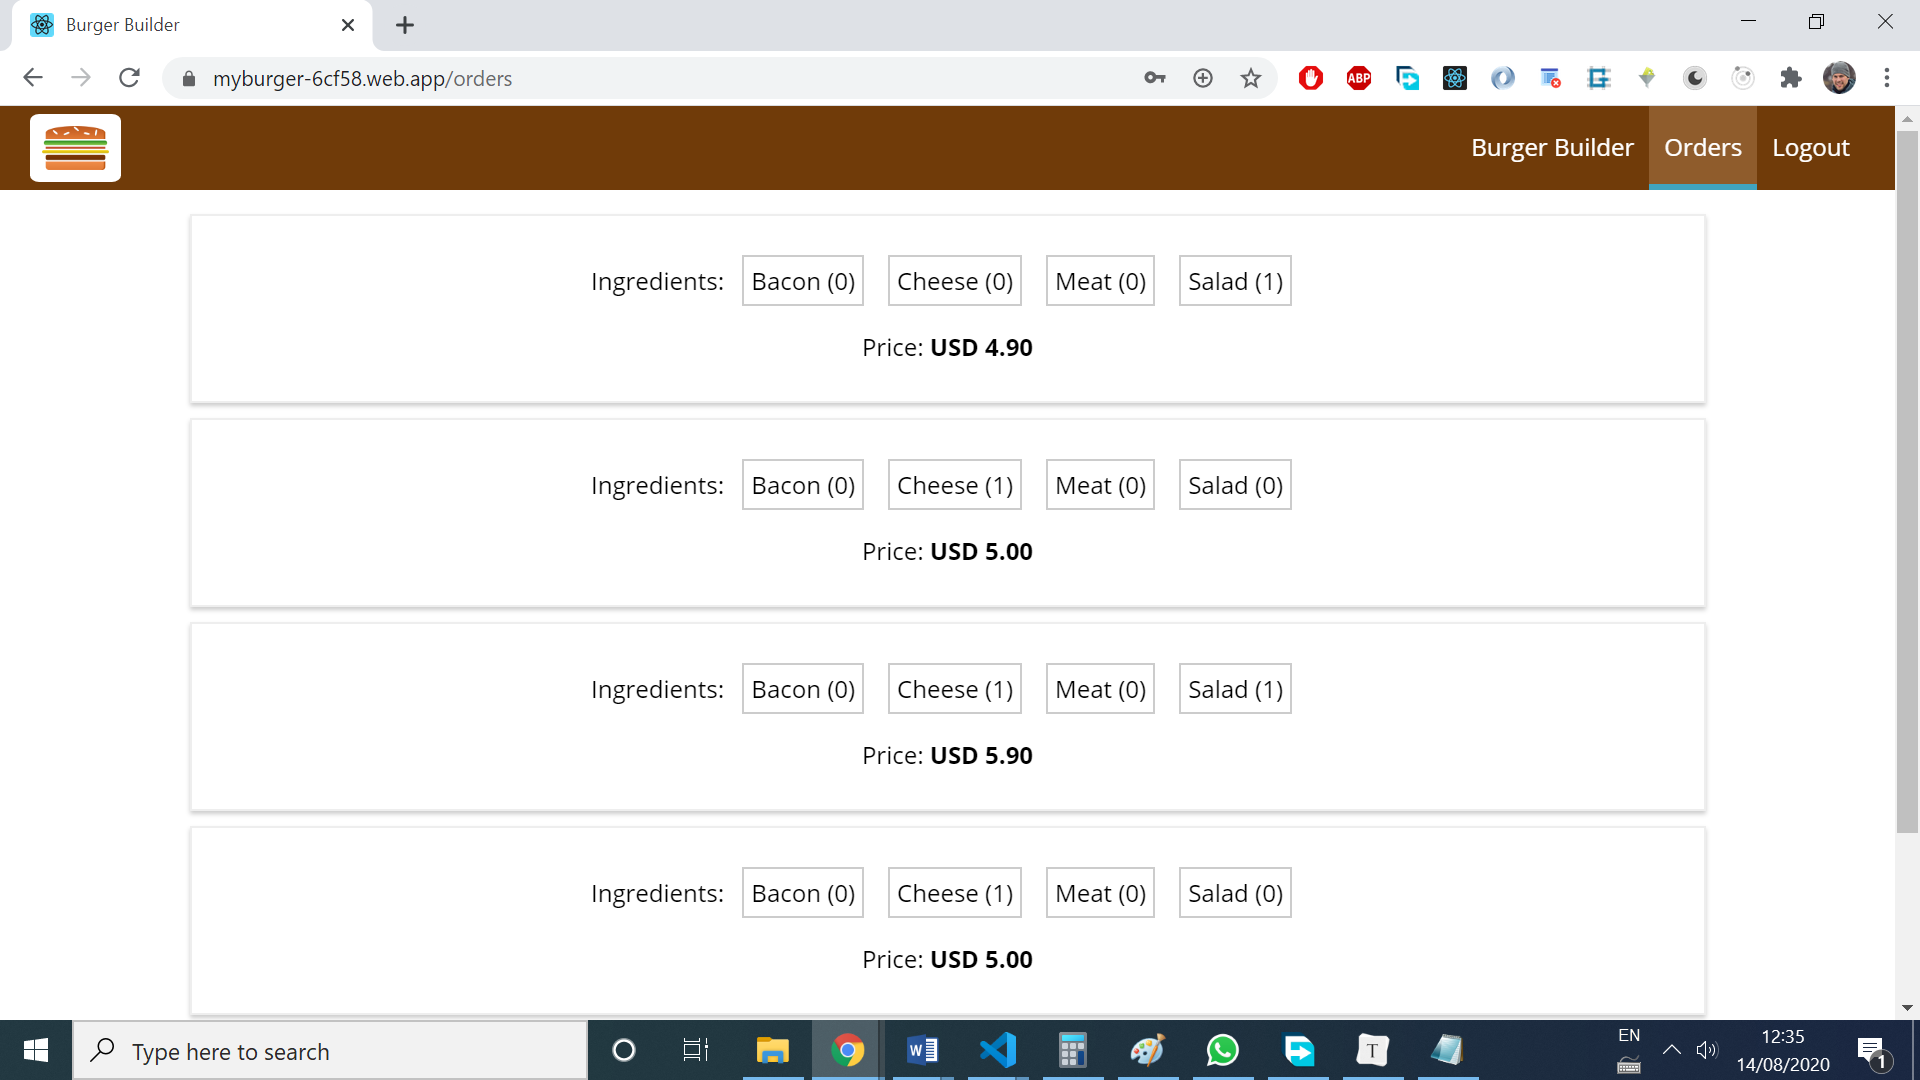 Burger Builder
myburger-6cf58.web.app/orders
ABP
Burger Builder Orders Logout
Ingredients: Bacon (0) Cheese (0) Meat (0) Salad (1)
Price: USD 4.90
Ingredients: Bacon (0) Cheese (1) Meat (0) Salad (0)
Price: USD 5.00
Ingredients: Bacon (0) Cheese (1) Meat (0) Salad (1)
Price: USD 5.90
Ingredients: Bacon (0) Cheese (1) Meat (0) Salad (0)
Price: USD 5.00
Type here to search
W
T
EN
12:35
14/08/2020
1